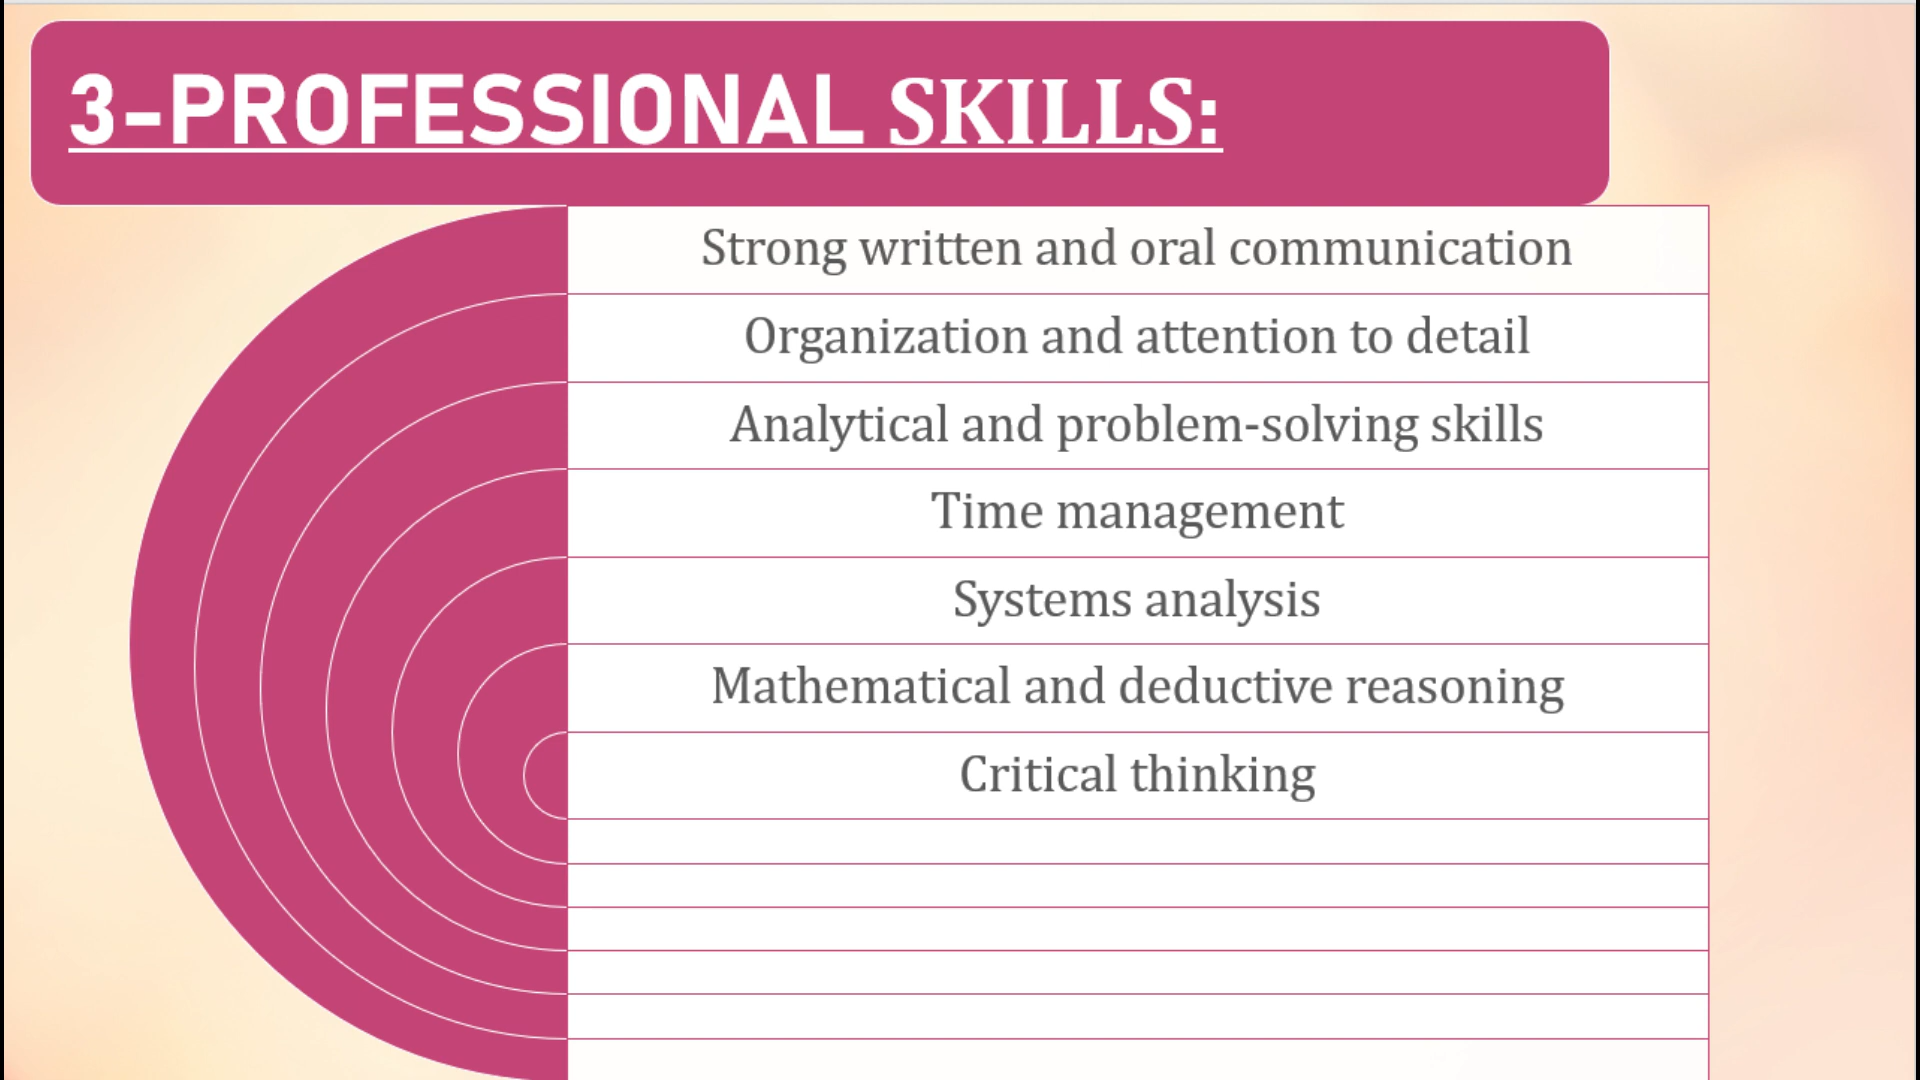 3-PROFESSIONAL SKILLS:
Strong written and oral communication
Organization and attention to detail
Analytical and problem-solving skills
Time management
Systems analysis
Mathematical and deductive reasoning
Critical thinking